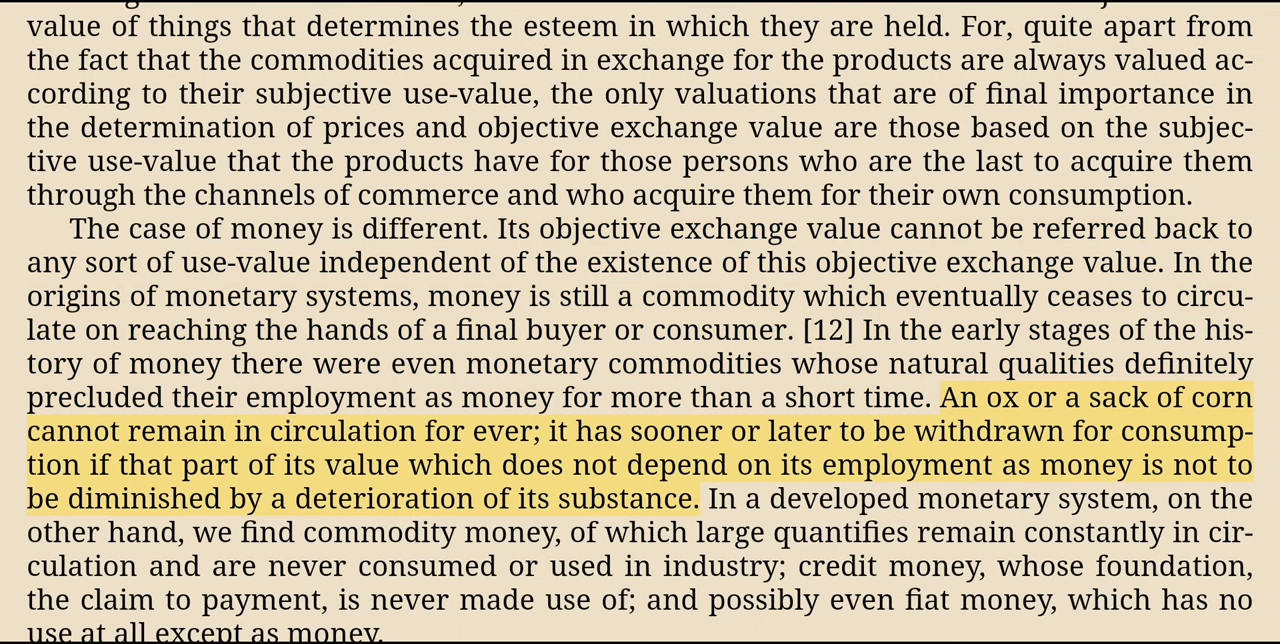 value of things that determines the esteem in which they are held. For, quite apart from
the fact that the commodities acquired in exchange for the products are always valued ac-
cording to their subjective use-value, the only valuations that are of final importance in
the determination of prices and objective exchange value are those based on the subjec-
tive use-value that the products have for those persons who are the last to acquire them
through the channels of commerce and who acquire them for their own consumption.
The case of money is different. Its objective exchange value cannot be referred back to
any sort of use-value independent of the existence of this objective exchange value. In the
origins of monetary systems, money is still a commodity which eventually ceases to circu-
late on reaching the hands of a final buyer or consumer. [12] In the early stages of the his-
tory of money there were even monetary commodities whose natural qualities definitely
precluded their employment as money for more than a short time. An ox or a sack of corn
cannot remain in circulation for ever; it has sooner or later to be withdrawn for consump-
tion if that part of its value which does not depend on its employment as money is not to
be diminished by a deterioration of its substance. In a developed monetary system, on the
other hand, we find commodity money, of which large quantifies remain constantly in cir-
culation and are never consumed or used in industry; credit money, whose foundation,
the claim to payment, is never made use of; and possibly even fiat money, which has no
use at all except as money.